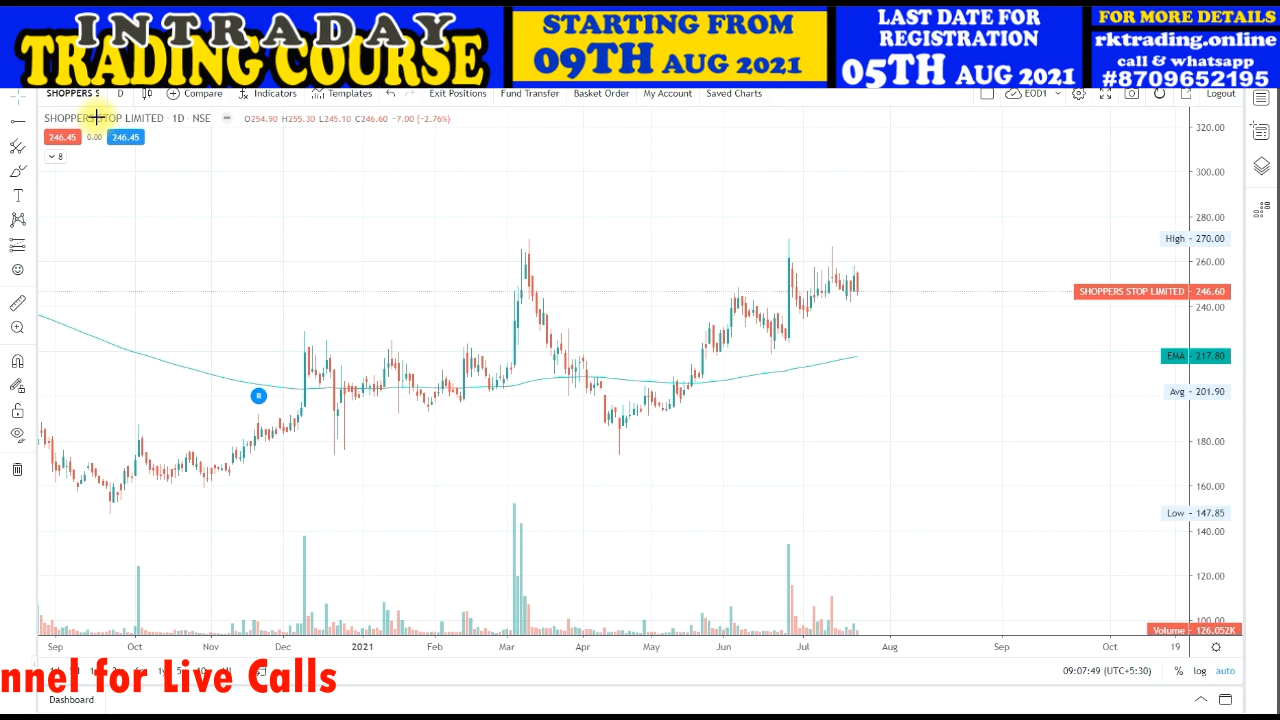 INTRADAY
TRADING COURSE
STARTING FROM
09TH AUG 2021
LAST DATE FOR
REGISTRATION
05TH AUG 2021
FOR MORE DETAILS
rktrading.online
call & whatsapp
#8709652195
SHOPPERS S D Compare Indicators Templates Exit Positions Fund Transfer Basket Order My Account Saved Charts EOD1 Logout
SHOPPERS STOP LIMITED · 1D · NSE O254.90 H255.30 L245.10 C246.60 -7.00 (-2.76%)
246.45 0.00 246.45
8
320.00
300.00
280.00
High - 270.00
260.00
SHOPPERS STOP LIMITED - 246.60
240.00
EMA - 217.80
Avg - 201.90
R
180.00
160.00
Low - 147.85
140.00
120.00
100.00
Volume - 126.052K
Sep Oct Nov Dec 2021 Feb Mar Apr May Jun Jul Aug Sep Oct 19
09:07:49 (UTC+5:30) % log auto
nnel for Live Calls
Dashboard